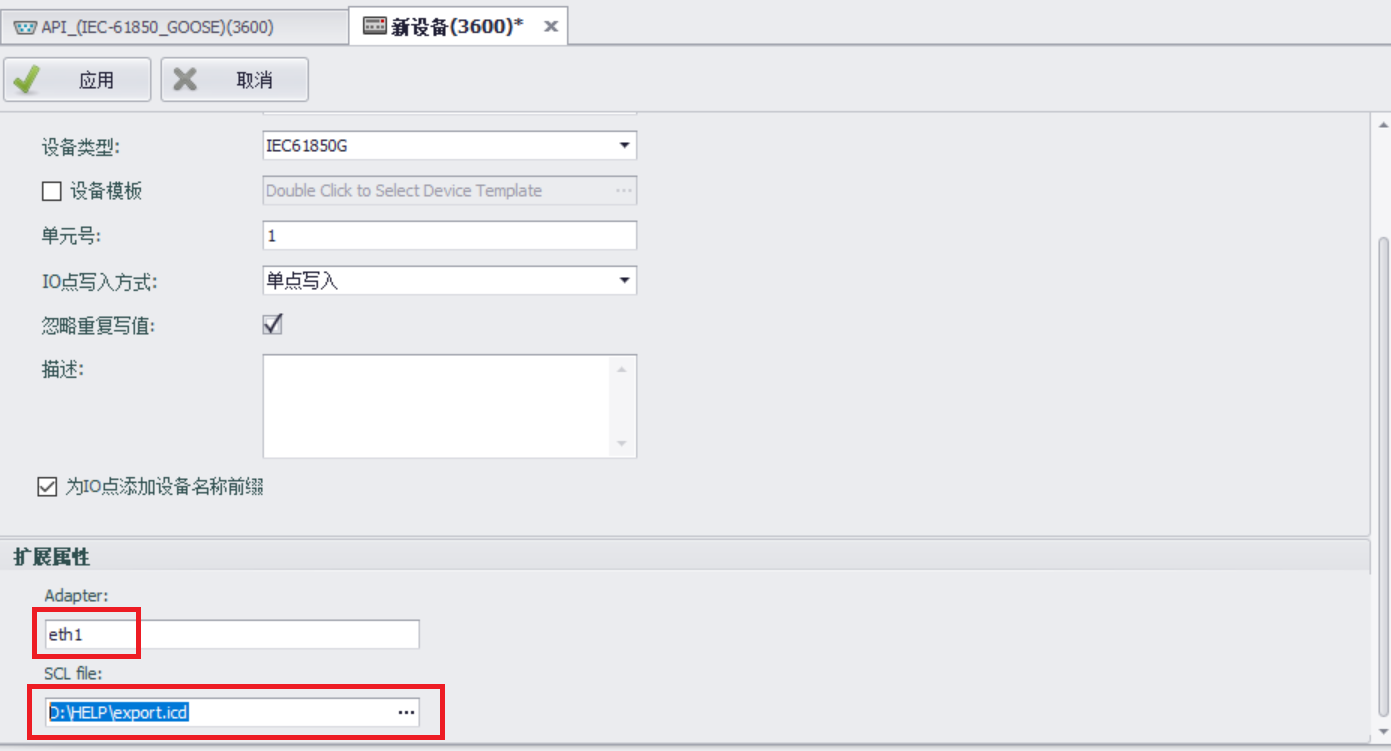 API_(IEC-61850_GOOSE)(3600) 新设备(3600)*
应用 取消
设备类型: IEC61850G
设备模板 Double Click to Select Device Template ...
单元号: 1
IO点写入方式: 单点写入
忽略重复写值:
描述:
为IO点添加设备名称前缀
扩展属性
Adapter:
eth1
SCL file:
D:\HELP\export.icd ...